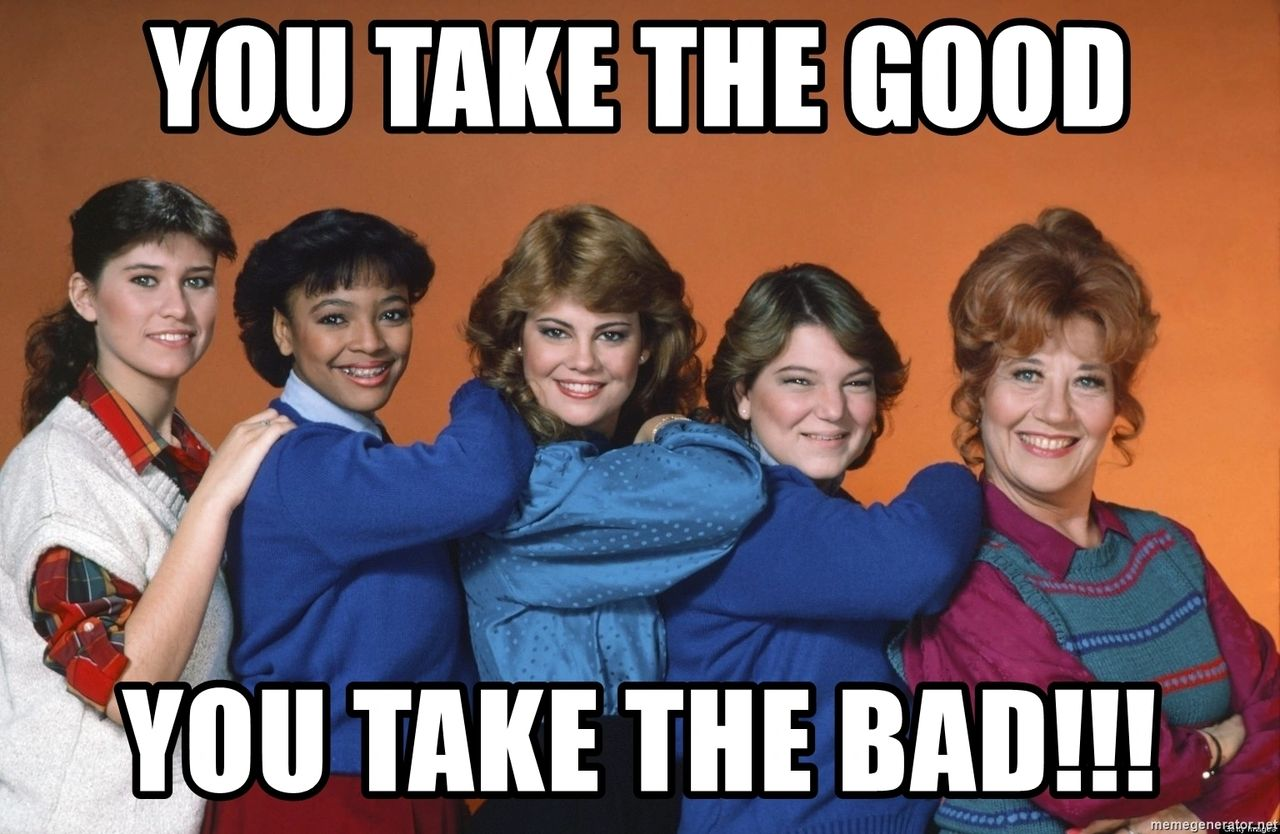 YOU TAKE THE GOOD
YOU TAKE THE BAD!!!
memegenerator.net